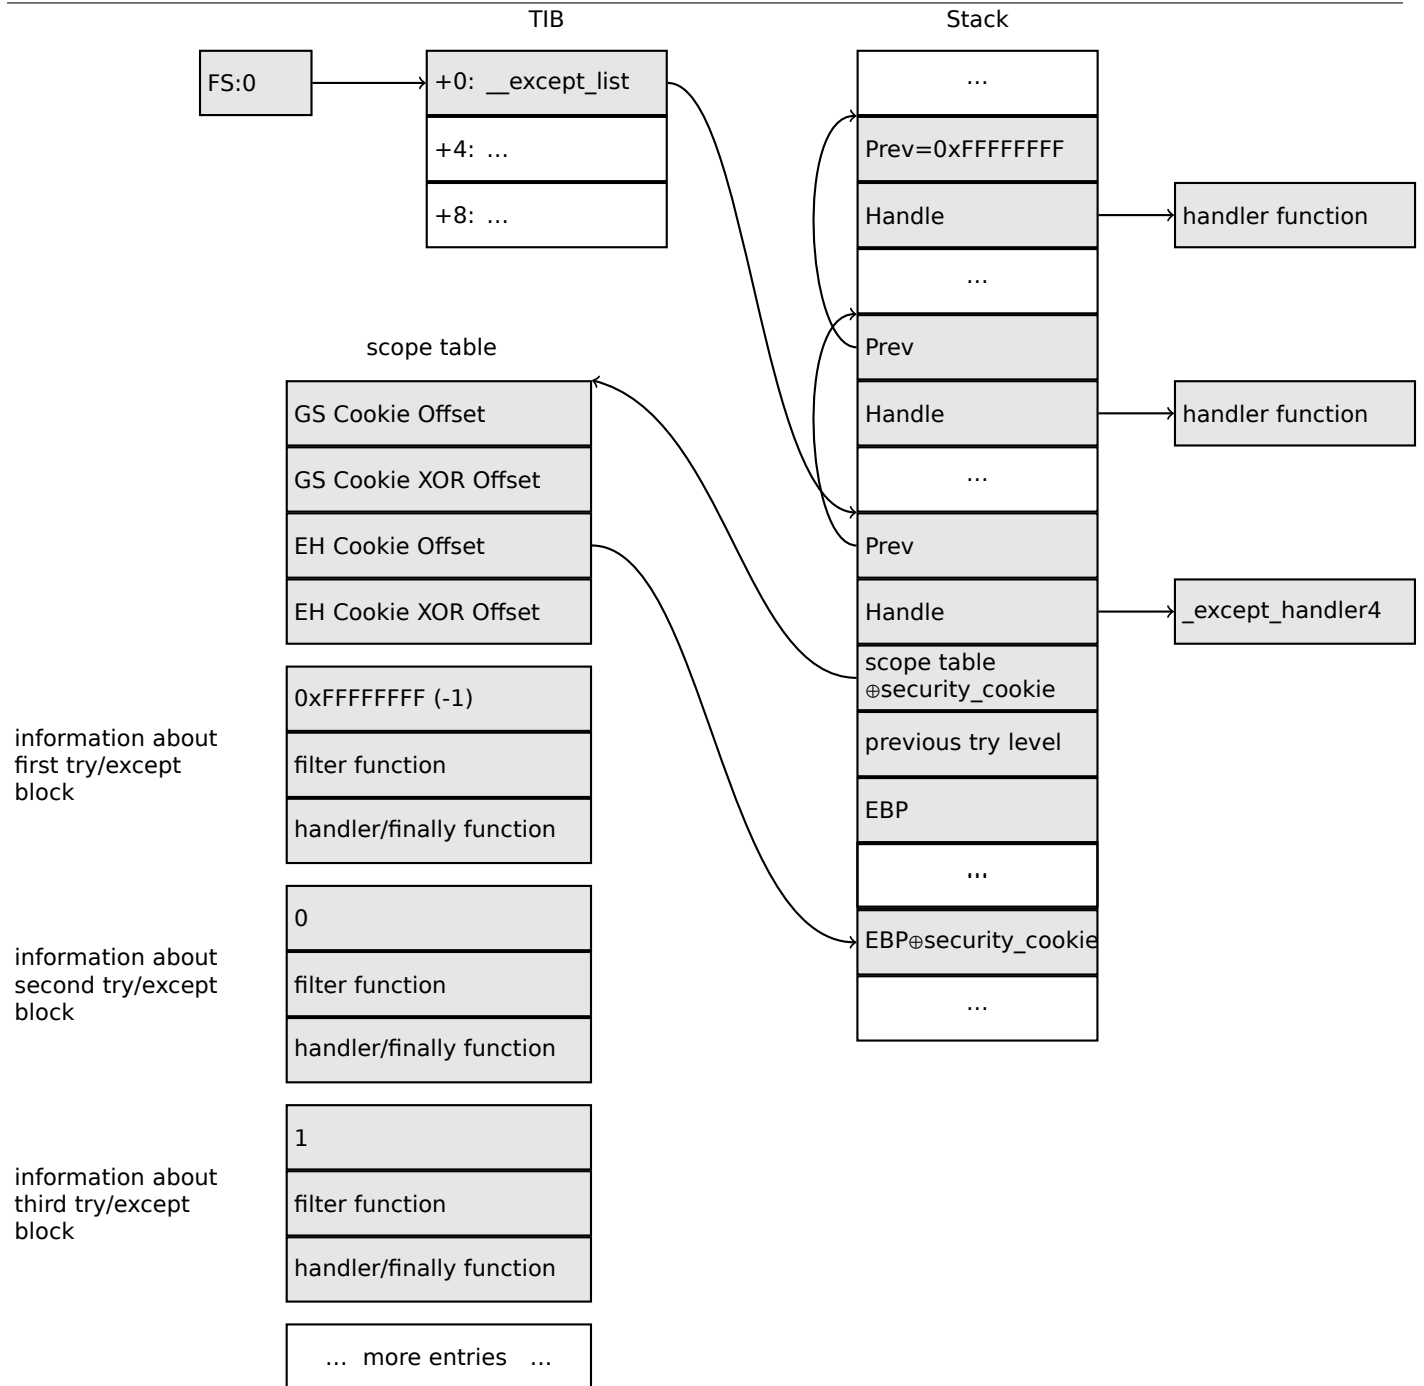 TIB
Stack
FS:0
+0: __except_list
+4: ...
+8: ...
...
Prev=0xFFFFFFFF
Handle
handler function
...
Prev
Handle
handler function
...
Prev
Handle
_except_handler4
scope table
⊕security_cookie
previous try level
EBP
...
EBP⊕security_cookie
...
scope table
GS Cookie Offset
GS Cookie XOR Offset
EH Cookie Offset
EH Cookie XOR Offset
information about
first try/except
block
0xFFFFFFFF (-1)
filter function
handler/finally function
information about
second try/except
block
0
filter function
handler/finally function
information about
third try/except
block
1
filter function
handler/finally function
... more entries ...